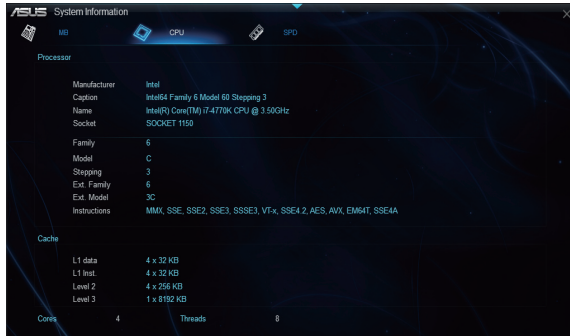 ASUS System Information
MB CPU SPD
Processor
Manufacturer Intel
Caption Intel64 Family 6 Model 60 Stepping 3
Name Intel(R) Core(TM) i7-4770K CPU @ 3.50GHz
Socket SOCKET 1150
Family 6
Model C
Stepping 3
Ext. Family 6
Ext. Model 3C
Instructions MMX, SSE, SSE2, SSE3, SSSE3, VT-x, SSE4.2, AES, AVX, EM64T, SSE4A
Cache
L1 data 4 x 32 KB
L1 Inst. 4 x 32 KB
Level 2 4 x 256 KB
Level 3 1 x 8192 KB
Cores 4 Threads 8